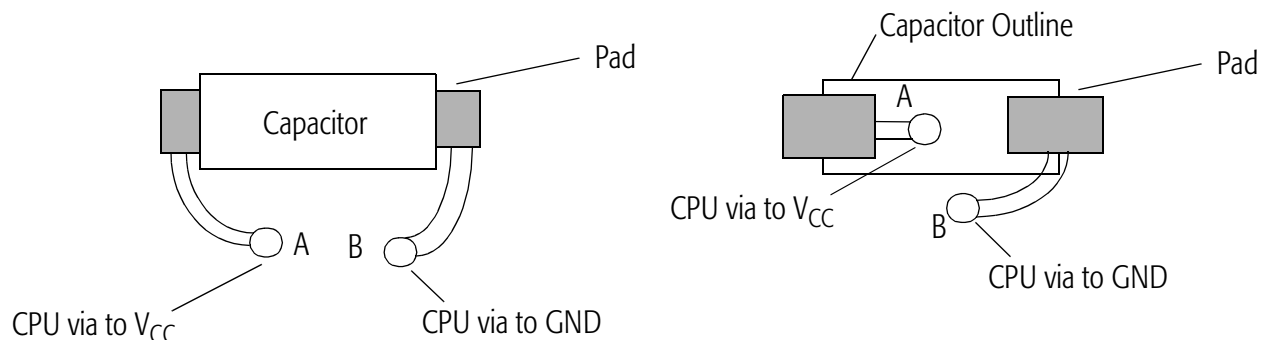 Pad
Capacitor
A
B
CPU via to VCC
CPU via to GND
Capacitor Outline
Pad
A
CPU via to VCC
B
CPU via to GND